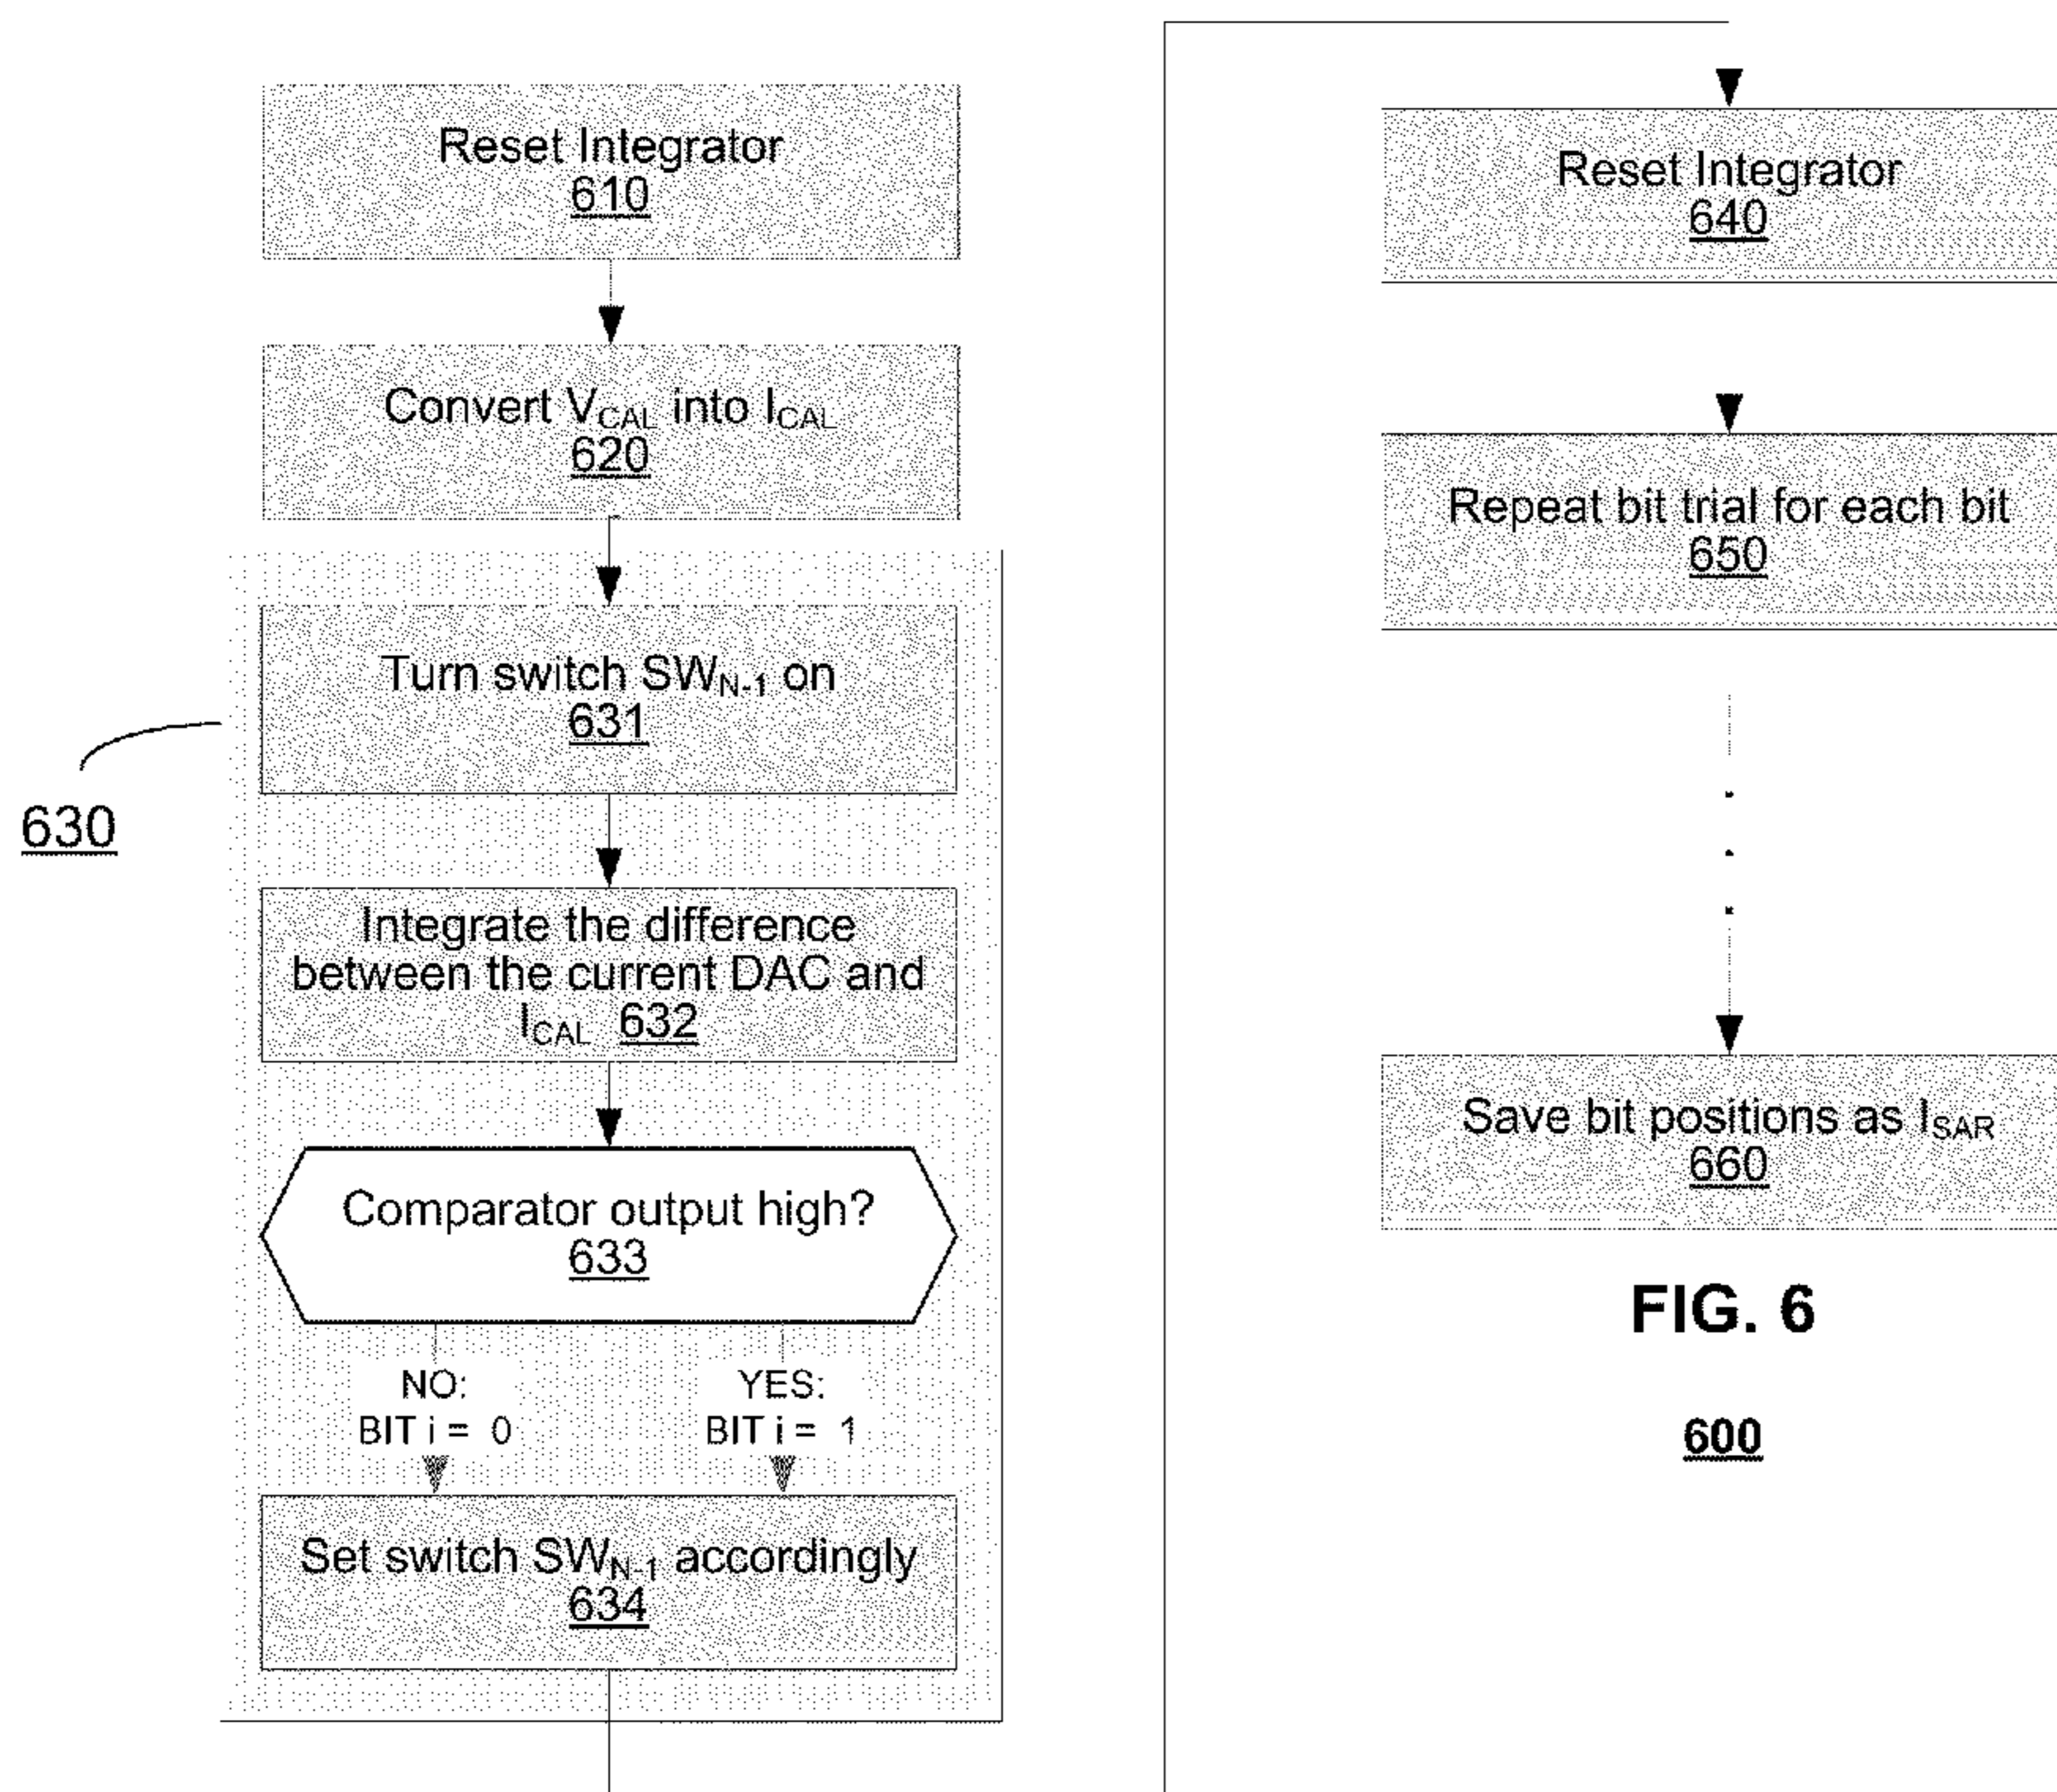 Reset Integrator
610
Convert VCAL into ICAL
620
630
Turn switch SWN-1 on
631
Integrate the difference
between the current DAC and
ICAL 632
Comparator output high?
633
NO:
BIT i = 0
YES:
BIT i = 1
Set switch SWN-1 accordingly
634
Reset Integrator
640
Repeat bit trial for each bit
650
Save bit positions as ISAR
660
FIG. 6
600